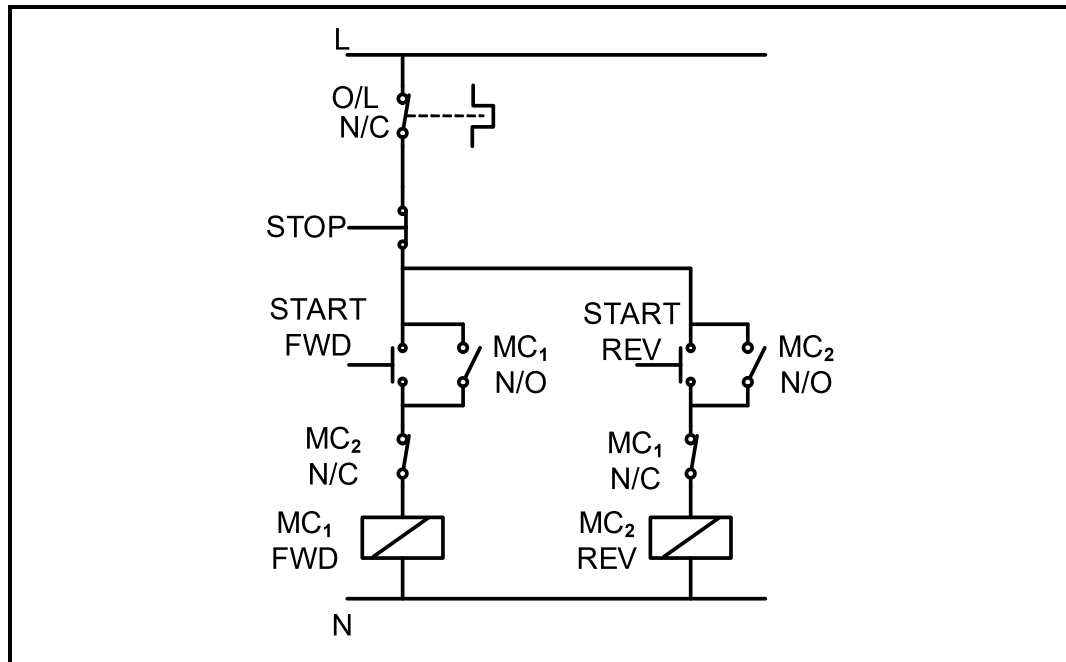 L
O/L
N/C
STOP
START
FWD
MC₁
N/O
START
REV
MC₂
N/O
MC₂
N/C
MC₁
N/C
MC₁
FWD
MC₂
REV
N